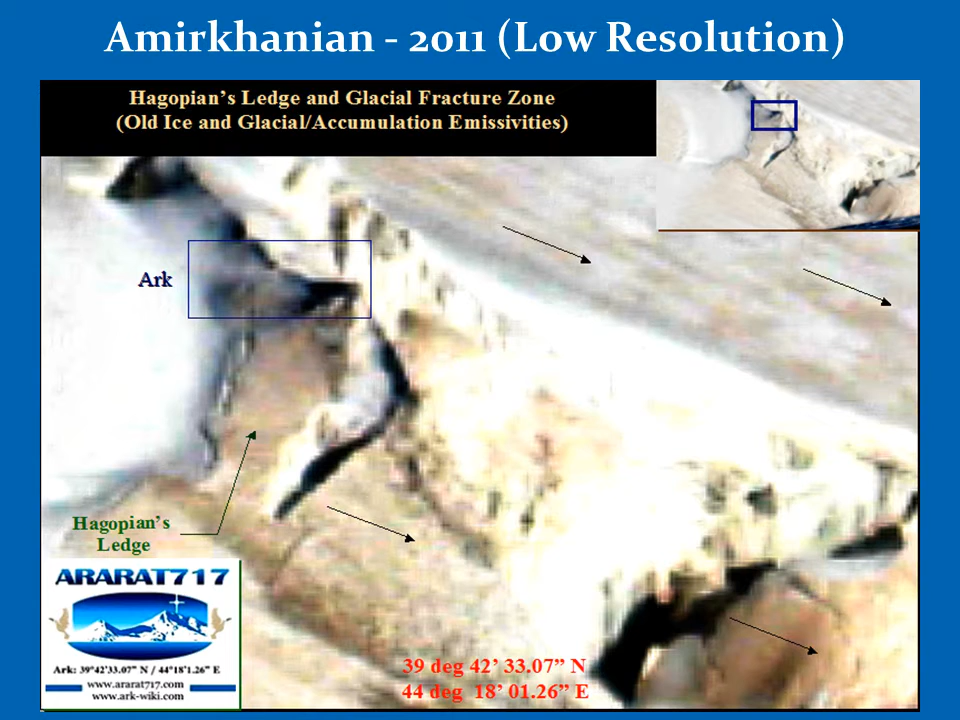 Amirkhanian - 2011 (Low Resolution)
Hagopian's Ledge and Glacial Fracture Zone
(Old Ice and Glacial/Accumulation Emissivities)
Ark
Hagopian's
Ledge
ARARAT717
Ark: 39°42'33.07" N / 44°18'1.26" E
www.ararat717.com
www.ark-wiki.com
39 deg 42' 33.07" N
44 deg 18' 01.26" E